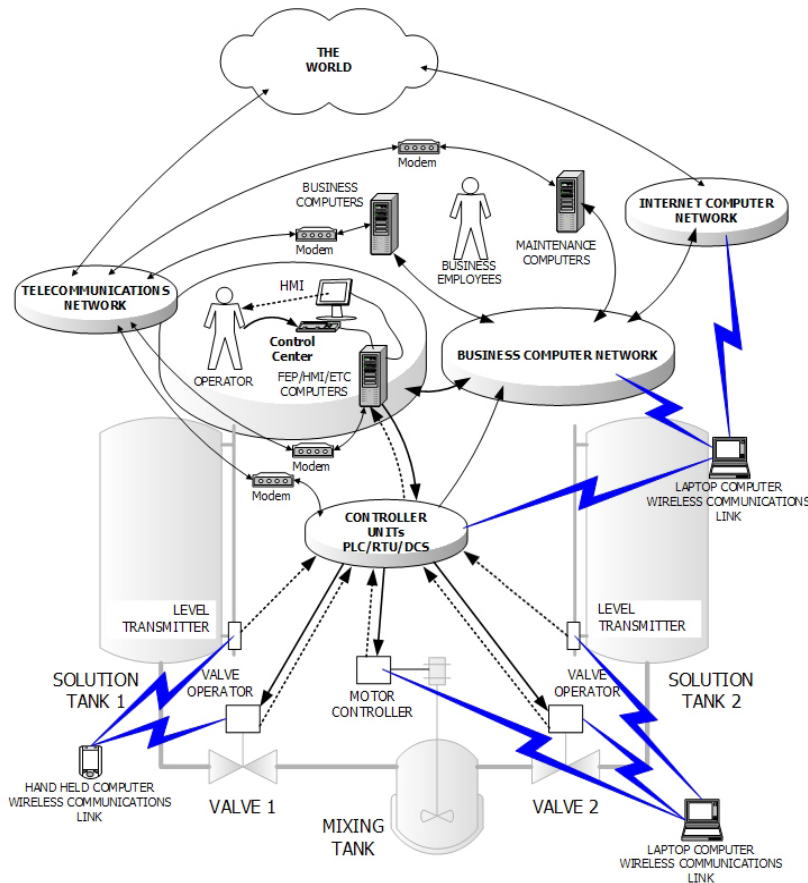 THE
WORLD
Modem
BUSINESS
COMPUTERS
INTERNET COMPUTER
NETWORK
MAINTENANCE
COMPUTERS
BUSINESS
EMPLOYEES
Modem
TELECOMMUNICATIONS
NETWORK
HMI
Control
Center
OPERATOR
FEP/HMI/ETC
COMPUTERS
BUSINESS COMPUTER NETWORK
Modem
Modem
LAPTOP COMPUTER
WIRELESS COMMUNICATIONS
LINK
CONTROLLER
UNITs
PLC/RTU/DCS
LEVEL
TRANSMITTER
LEVEL
TRANSMITTER
SOLUTION
TANK 1
VALVE
OPERATOR
MOTOR
CONTROLLER
VALVE
OPERATOR
SOLUTION
TANK 2
HAND HELD COMPUTER
WIRELESS COMMUNICATIONS
LINK
VALVE 1
MIXING
TANK
VALVE 2
LAPTOP COMPUTER
WIRELESS COMMUNICATIONS
LINK